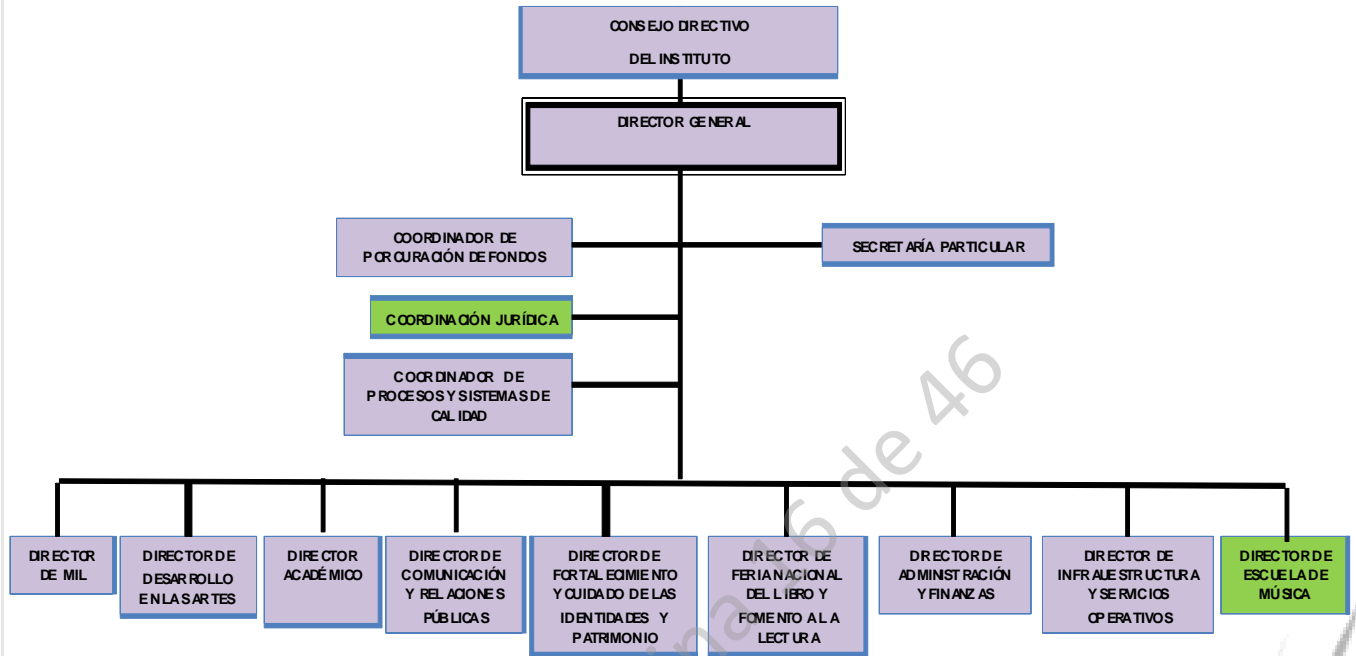 CONSEJO DIRECTIVO
DEL INSTITUTO
DIRECTOR GENERAL
COORDINADOR DE
PORCURACIÓN DE FONDOS
SECRETARÍA PARTICULAR
COORDINACIÓN JURÍDICA
COORDINADOR DE
PROCESOS Y SISTEMAS DE
CALIDAD
DIRECTOR
DE MIL
DIRECTOR DE
DESARROLLO
EN LAS ARTES
DIRECTOR
ACADÉMICO
DIRECTOR DE
COMUNICACIÓN
Y RELACIONES
PÚBLICAS
DIRECTOR DE
FORTALECIMIENTO
Y CUIDADO DE LAS
IDENTIDADES Y
PATRIMONIO
DIRECTOR DE
FERIA NACIONAL
DEL LIBRO Y
FOMENTO A LA
LECTURA
DIRECTOR DE
ADMINISTRACIÓN
Y FINANZAS
DIRECTOR DE
INFRAUESTRUCTURA
Y SERVICIOS
OPERATIVOS
DIRECTOR DE
ESCUELA DE
MÚSICA
16 de 46